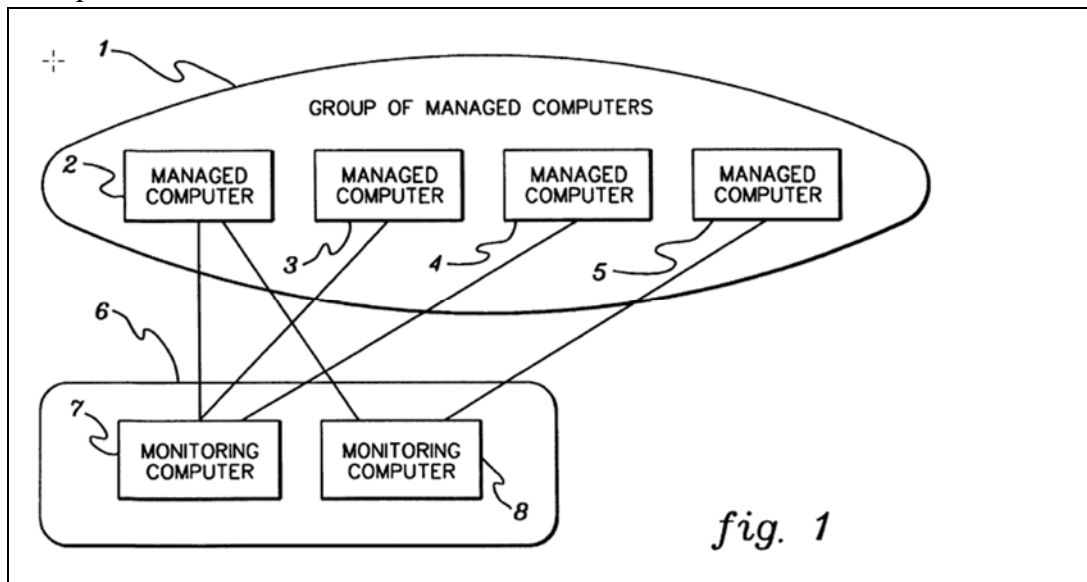 1
GROUP OF MANAGED COMPUTERS
2
MANAGED
COMPUTER
MANAGED
COMPUTER
MANAGED
COMPUTER
MANAGED
COMPUTER
3
4
5
6
7
MONITORING
COMPUTER
MONITORING
COMPUTER
8
fig. 1